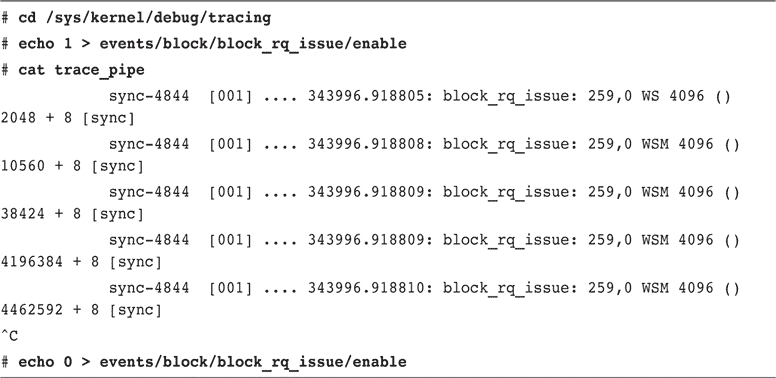 # cd /sys/kernel/debug/tracing
# echo 1 > events/block/block_rq_issue/enable
# cat trace_pipe
            sync-4844  [001] .... 343996.918805: block_rq_issue: 259,0 WS 4096 ()
2048 + 8 [sync]
            sync-4844  [001] .... 343996.918808: block_rq_issue: 259,0 WSM 4096 ()
10560 + 8 [sync]
            sync-4844  [001] .... 343996.918809: block_rq_issue: 259,0 WSM 4096 ()
38424 + 8 [sync]
            sync-4844  [001] .... 343996.918809: block_rq_issue: 259,0 WSM 4096 ()
4196384 + 8 [sync]
            sync-4844  [001] .... 343996.918810: block_rq_issue: 259,0 WSM 4096 ()
4462592 + 8 [sync]
^C
# echo 0 > events/block/block_rq_issue/enable